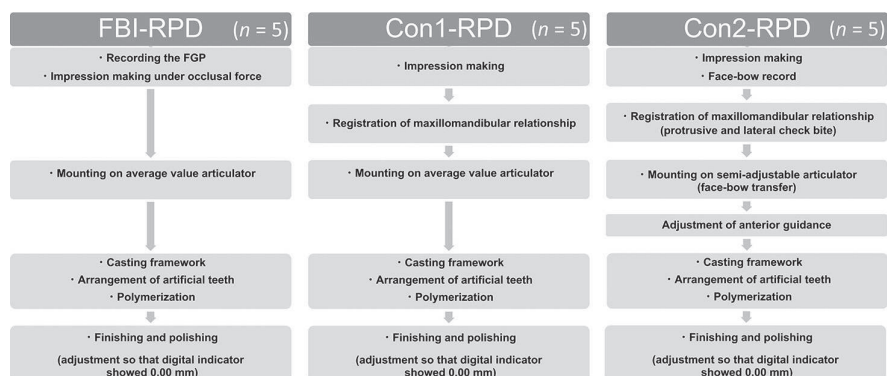 FBI-RPD (n = 5)
・Recording the FGP
・Impression making under occlusal force
・Mounting on average value articulator
・Casting framework
・Arrangement of artificial teeth
・Polymerization
・Finishing and polishing
(adjustment so that digital indicator
showed 0.00 mm)
Con1-RPD (n = 5)
・Impression making
・Registration of maxillomandibular relationship
・Mounting on average value articulator
・Casting framework
・Arrangement of artificial teeth
・Polymerization
・Finishing and polishing
(adjustment so that digital indicator
showed 0.00 mm)
Con2-RPD (n = 5)
・Impression making
・Face-bow record
・Registration of maxillomandibular relationship
(protrusive and lateral check bite)
・Mounting on semi-adjustable articulator
(face-bow transfer)
Adjustment of anterior guidance
・Casting framework
・Arrangement of artificial teeth
・Polymerization
・Finishing and polishing
(adjustment so that digital indicator
showed 0.00 mm)